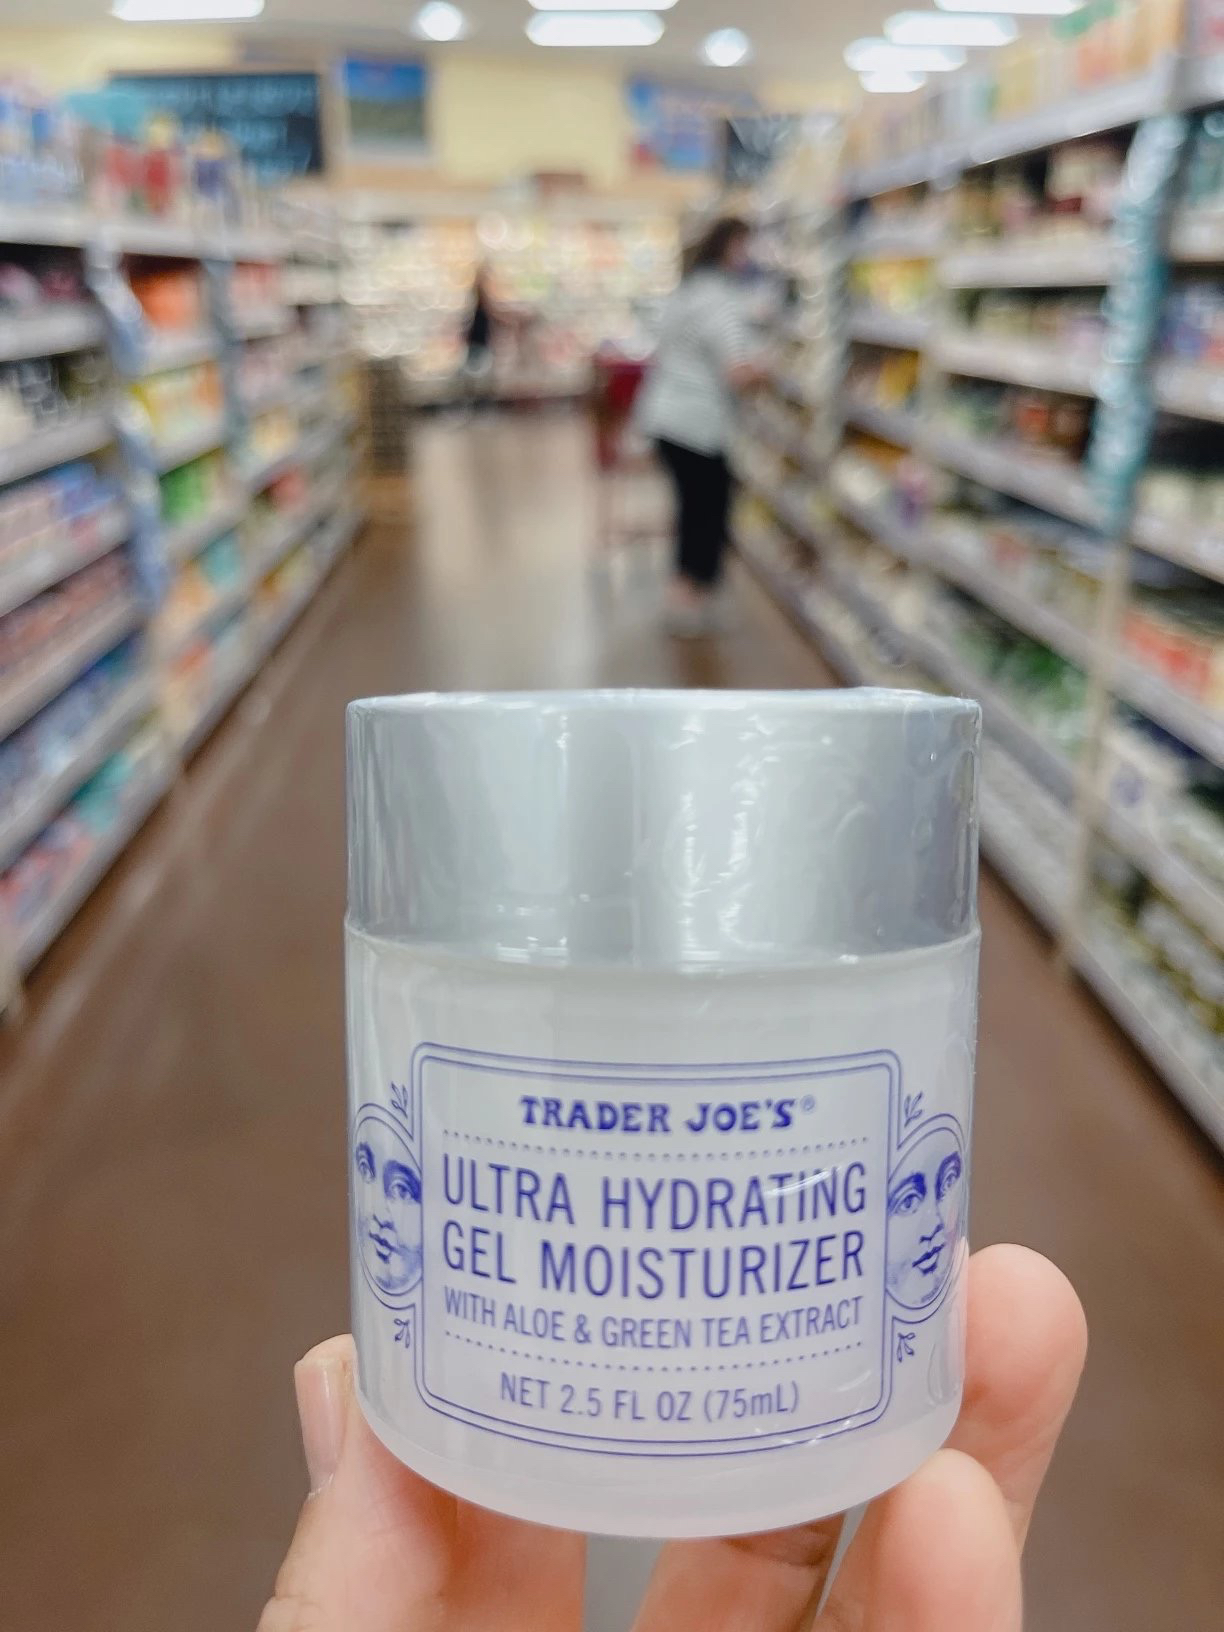 TRADER JOE'S®
ULTRA HYDRATING
GEL MOISTURIZER
WITH ALOE & GREEN TEA EXTRACT
NET 2.5 FL OZ (75mL)